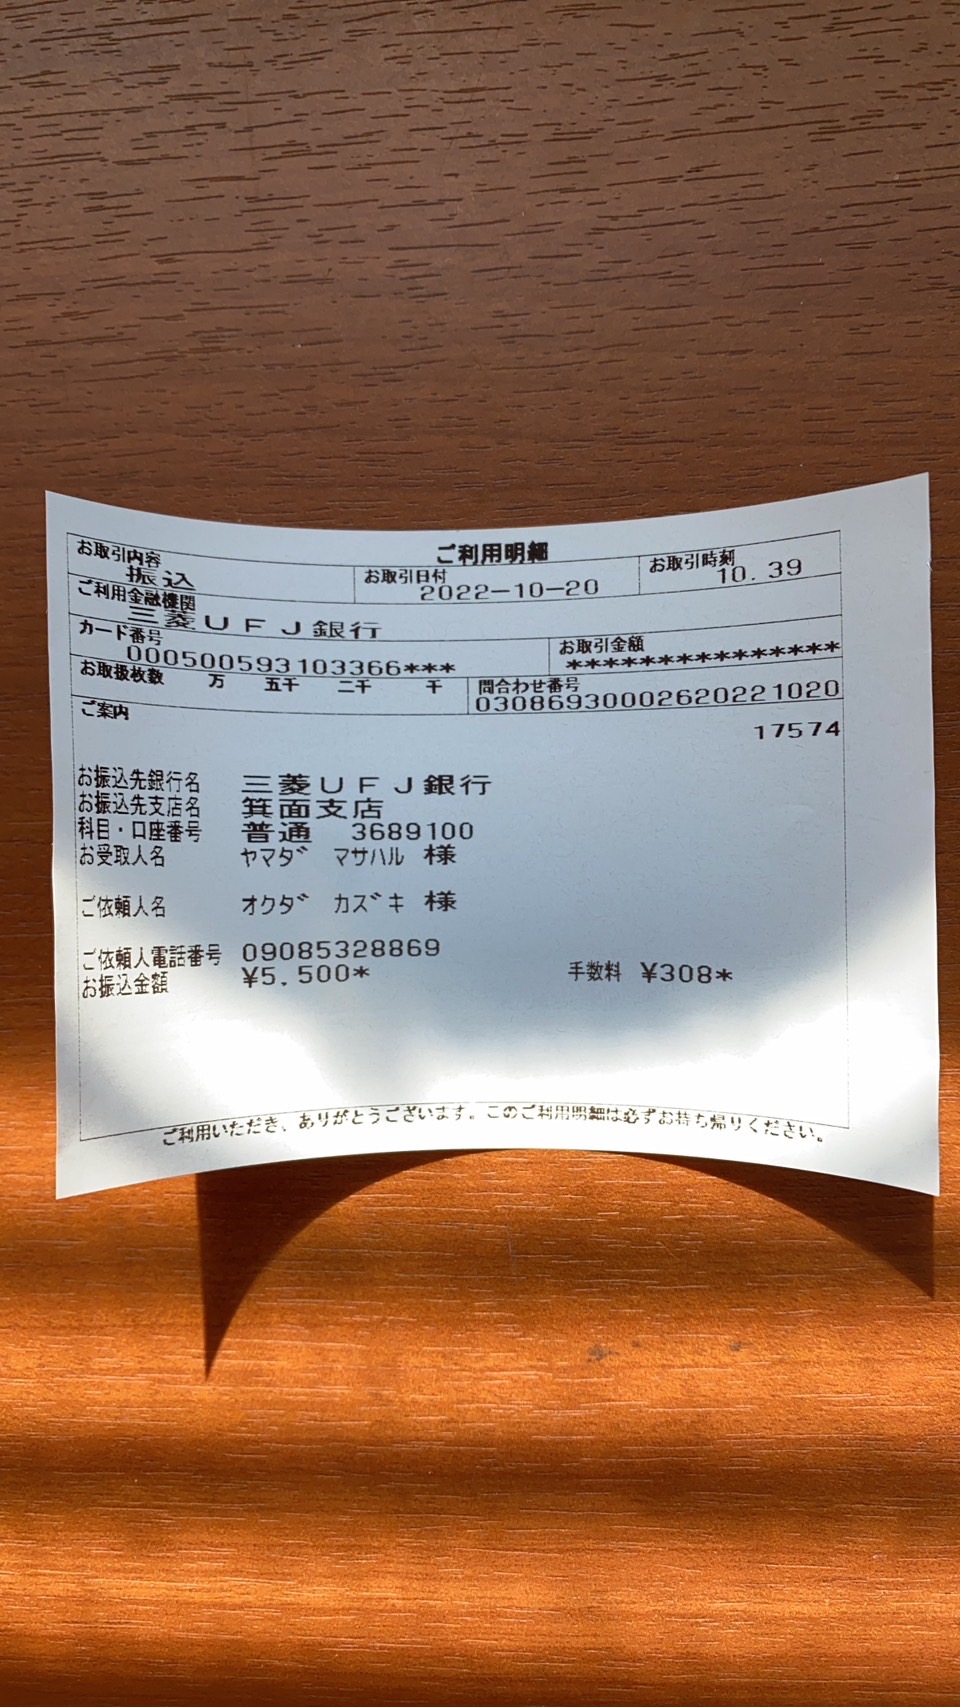 ご利用明細
お取引内容 お取引日付 お取引時刻
振込 2022-10-20 10.39
ご利用金融機関
三菱UFJ銀行
カード番号 お取引金額
000500593103366*** ***************
お取扱枚数 万 五千 二千 千 問合わせ番号
03086930002620221020
ご案内
17574
お振込先銀行名 三菱UFJ銀行
お振込先支店名 箕面支店
科目・口座番号 普通 3689100
お受取人名 ヤマダ マサハル 様
ご依頼人名 オクダ カズキ 様
ご依頼人電話番号 09085328869
お振込金額 ¥5,500* 手数料 ¥308*
ご利用いただき、ありがとうございます。このご利用明細は必ずお持ち帰りください。